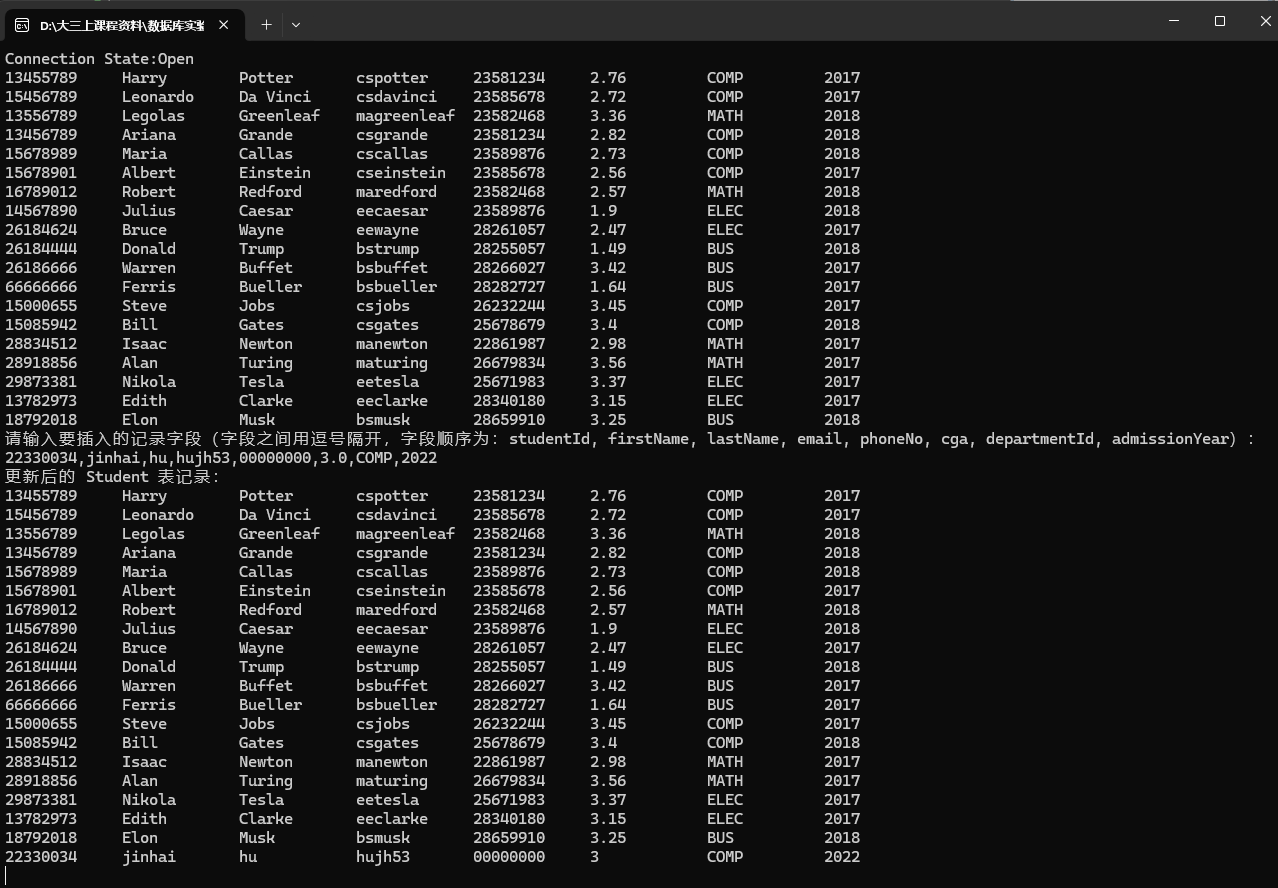 D:\大三上课程资料\数据库实验
Connection State:Open
13455789 Harry Potter cspotter 23581234 2.76 COMP 2017
15456789 Leonardo Da Vinci csdavinci 23585678 2.72 COMP 2017
13556789 Legolas Greenleaf magreenleaf 23582468 3.36 MATH 2018
13456789 Ariana Grande csgrande 23581234 2.82 COMP 2018
15678989 Maria Callas cscallas 23589876 2.73 COMP 2018
15678901 Albert Einstein cseinstein 23585678 2.56 COMP 2017
16789012 Robert Redford maredford 23582468 2.57 MATH 2018
14567890 Julius Caesar eecaesar 23589876 1.9 ELEC 2018
26184624 Bruce Wayne eewayne 28261057 2.47 ELEC 2017
26184444 Donald Trump bstrump 28255057 1.49 BUS 2018
26186666 Warren Buffet bsbuffet 28266027 3.42 BUS 2017
66666666 Ferris Bueller bsbueller 28282727 1.64 BUS 2017
15000655 Steve Jobs csjobs 26232244 3.45 COMP 2017
15085942 Bill Gates csgates 25678679 3.4 COMP 2018
28834512 Isaac Newton manewton 22861987 2.98 MATH 2017
28918856 Alan Turing maturing 26679834 3.56 MATH 2017
29873381 Nikola Tesla eetesla 25671983 3.37 ELEC 2017
13782973 Edith Clarke eeclarke 28340180 3.15 ELEC 2017
18792018 Elon Musk bsmusk 28659910 3.25 BUS 2018
请输入要插入的记录字段（字段之间用逗号隔开，字段顺序为：studentId, firstName, lastName, email, phoneNo, cga, departmentId, admissionYear）：
22330034,jinhai,hu,hujh53,00000000,3.0,COMP,2022
更新后的 Student 表记录：
13455789 Harry Potter cspotter 23581234 2.76 COMP 2017
15456789 Leonardo Da Vinci csdavinci 23585678 2.72 COMP 2017
13556789 Legolas Greenleaf magreenleaf 23582468 3.36 MATH 2018
13456789 Ariana Grande csgrande 23581234 2.82 COMP 2018
15678989 Maria Callas cscallas 23589876 2.73 COMP 2018
15678901 Albert Einstein cseinstein 23585678 2.56 COMP 2017
16789012 Robert Redford maredford 23582468 2.57 MATH 2018
14567890 Julius Caesar eecaesar 23589876 1.9 ELEC 2018
26184624 Bruce Wayne eewayne 28261057 2.47 ELEC 2017
26184444 Donald Trump bstrump 28255057 1.49 BUS 2018
26186666 Warren Buffet bsbuffet 28266027 3.42 BUS 2017
66666666 Ferris Bueller bsbueller 28282727 1.64 BUS 2017
15000655 Steve Jobs csjobs 26232244 3.45 COMP 2017
15085942 Bill Gates csgates 25678679 3.4 COMP 2018
28834512 Isaac Newton manewton 22861987 2.98 MATH 2017
28918856 Alan Turing maturing 26679834 3.56 MATH 2017
29873381 Nikola Tesla eetesla 25671983 3.37 ELEC 2017
13782973 Edith Clarke eeclarke 28340180 3.15 ELEC 2017
18792018 Elon Musk bsmusk 28659910 3.25 BUS 2018
22330034 jinhai hu hujh53 00000000 3 COMP 2022